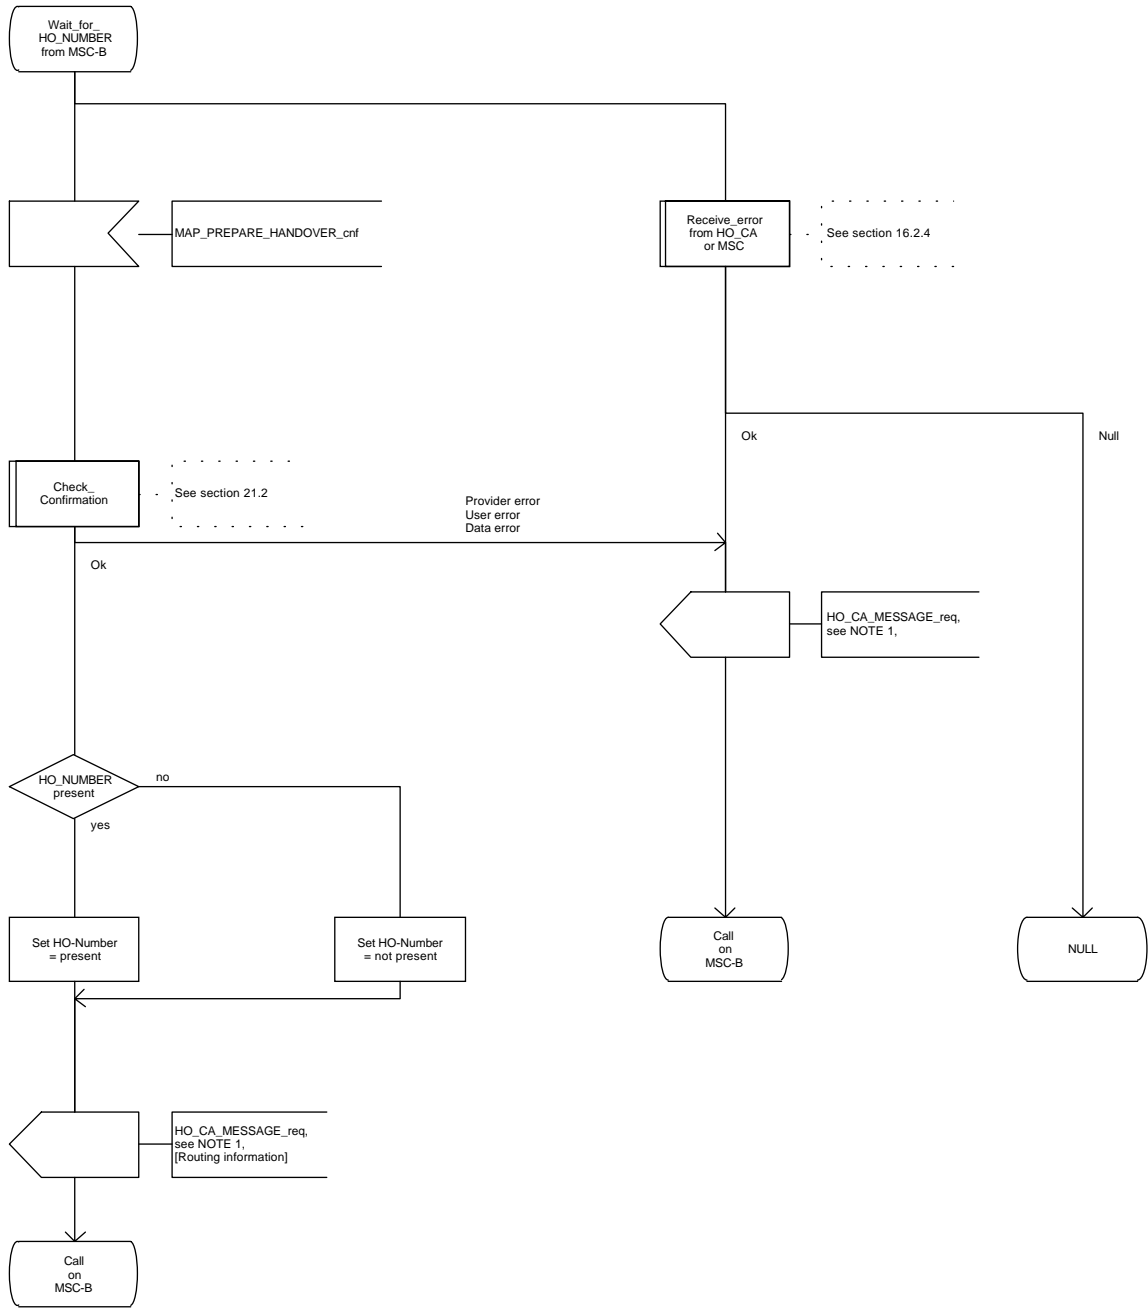 Wait_for_
HO_NUMBER
from MSC-B
MAP_PREPARE_HANDOVER_cnf
Receive_error
from HO_CA
or MSC
See section 16.2.4
Ok
Null
Check_
Confirmation
See section 21.2
Provider error
User error
Data error
Ok
HO_CA_MESSAGE_req,
see NOTE 1,
HO_NUMBER
present
no
yes
Set HO-Number
= present
Set HO-Number
= not present
Call
on
MSC-B
NULL
HO_CA_MESSAGE_req,
see NOTE 1,
[Routing information]
Call
on
MSC-B